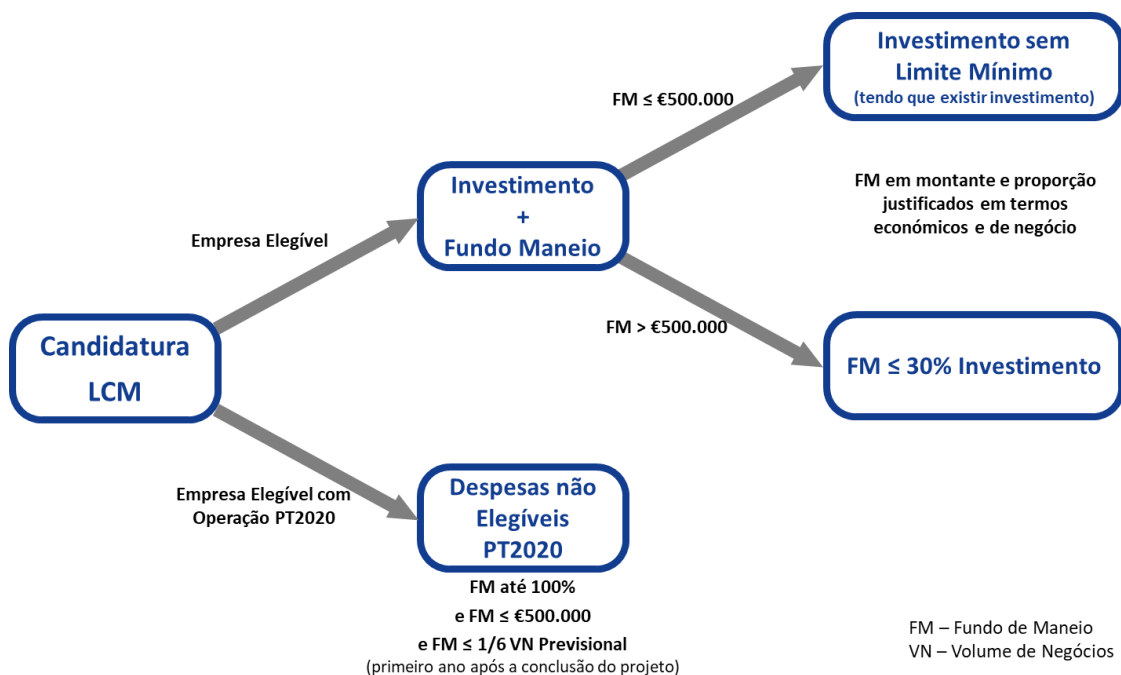 Investimento sem
Limite Mínimo
(tendo que existir investimento)
FM ≤ €500.000
FM em montante e proporção
justificados em termos
económicos e de negócio
Investimento
+
Fundo Maneio
Empresa Elegível
FM > €500.000
FM ≤ 30% Investimento
Candidatura
LCM
Empresa Elegível com
Operação PT2020
Despesas não
Elegíveis
PT2020
FM até 100%
e FM ≤ €500.000
e FM ≤ 1/6 VN Previsional
(primeiro ano após a conclusão do projeto)
FM – Fundo de Maneio
VN – Volume de Negócios